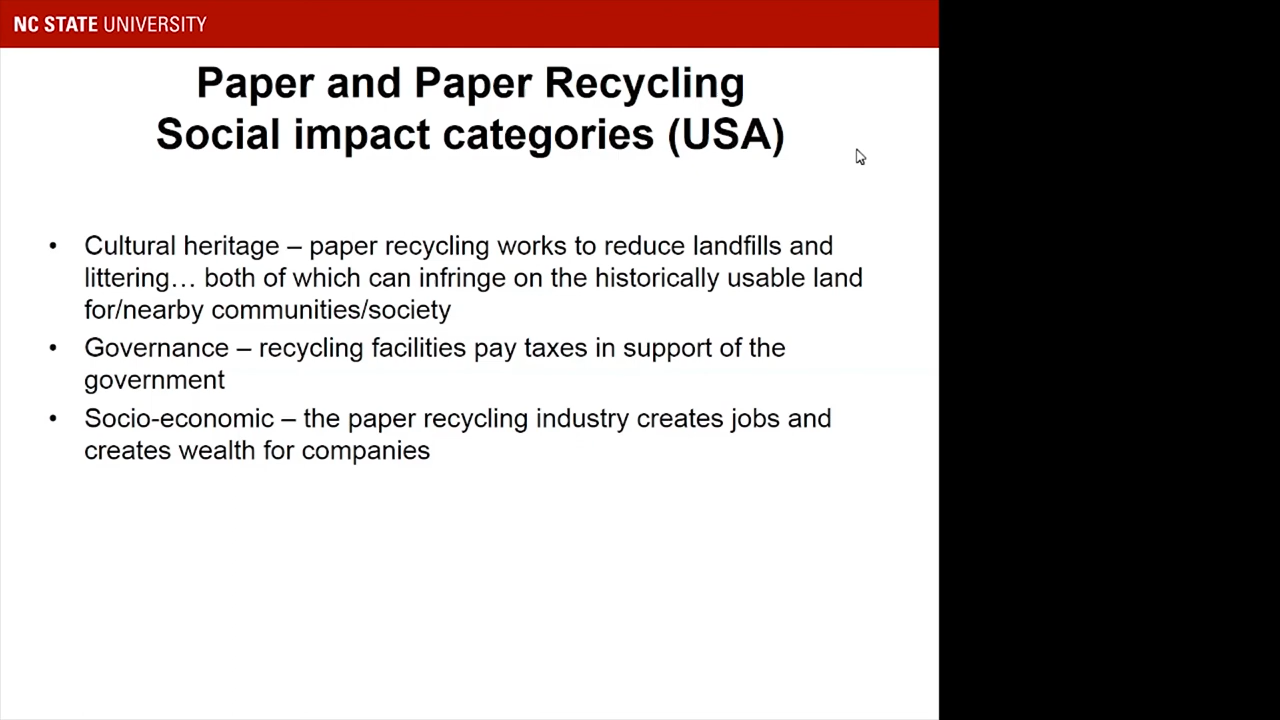 NC STATE UNIVERSITY
Paper and Paper Recycling
Social impact categories (USA)
• Cultural heritage – paper recycling works to reduce landfills and
littering… both of which can infringe on the historically usable land
for/nearby communities/society
• Governance – recycling facilities pay taxes in support of the
government
• Socio-economic – the paper recycling industry creates jobs and
creates wealth for companies